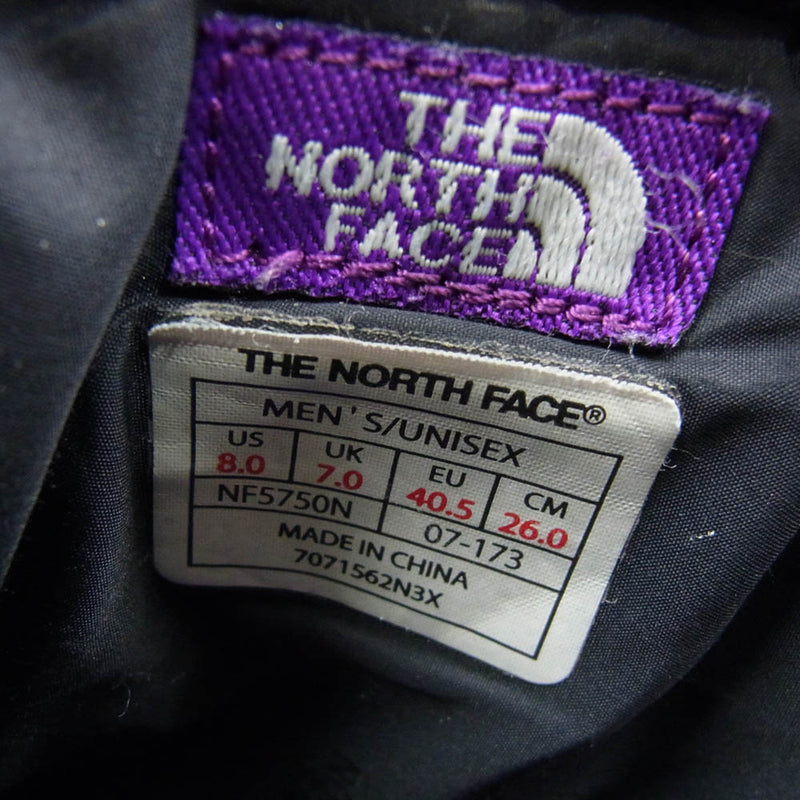 THE
NORTH
FACE
THE NORTH FACE®
MEN'S/UNISEX
US UK EU CM
8.0 7.0 40.5 26.0
NF5750N 07-173
MADE IN CHINA
7071562N3X